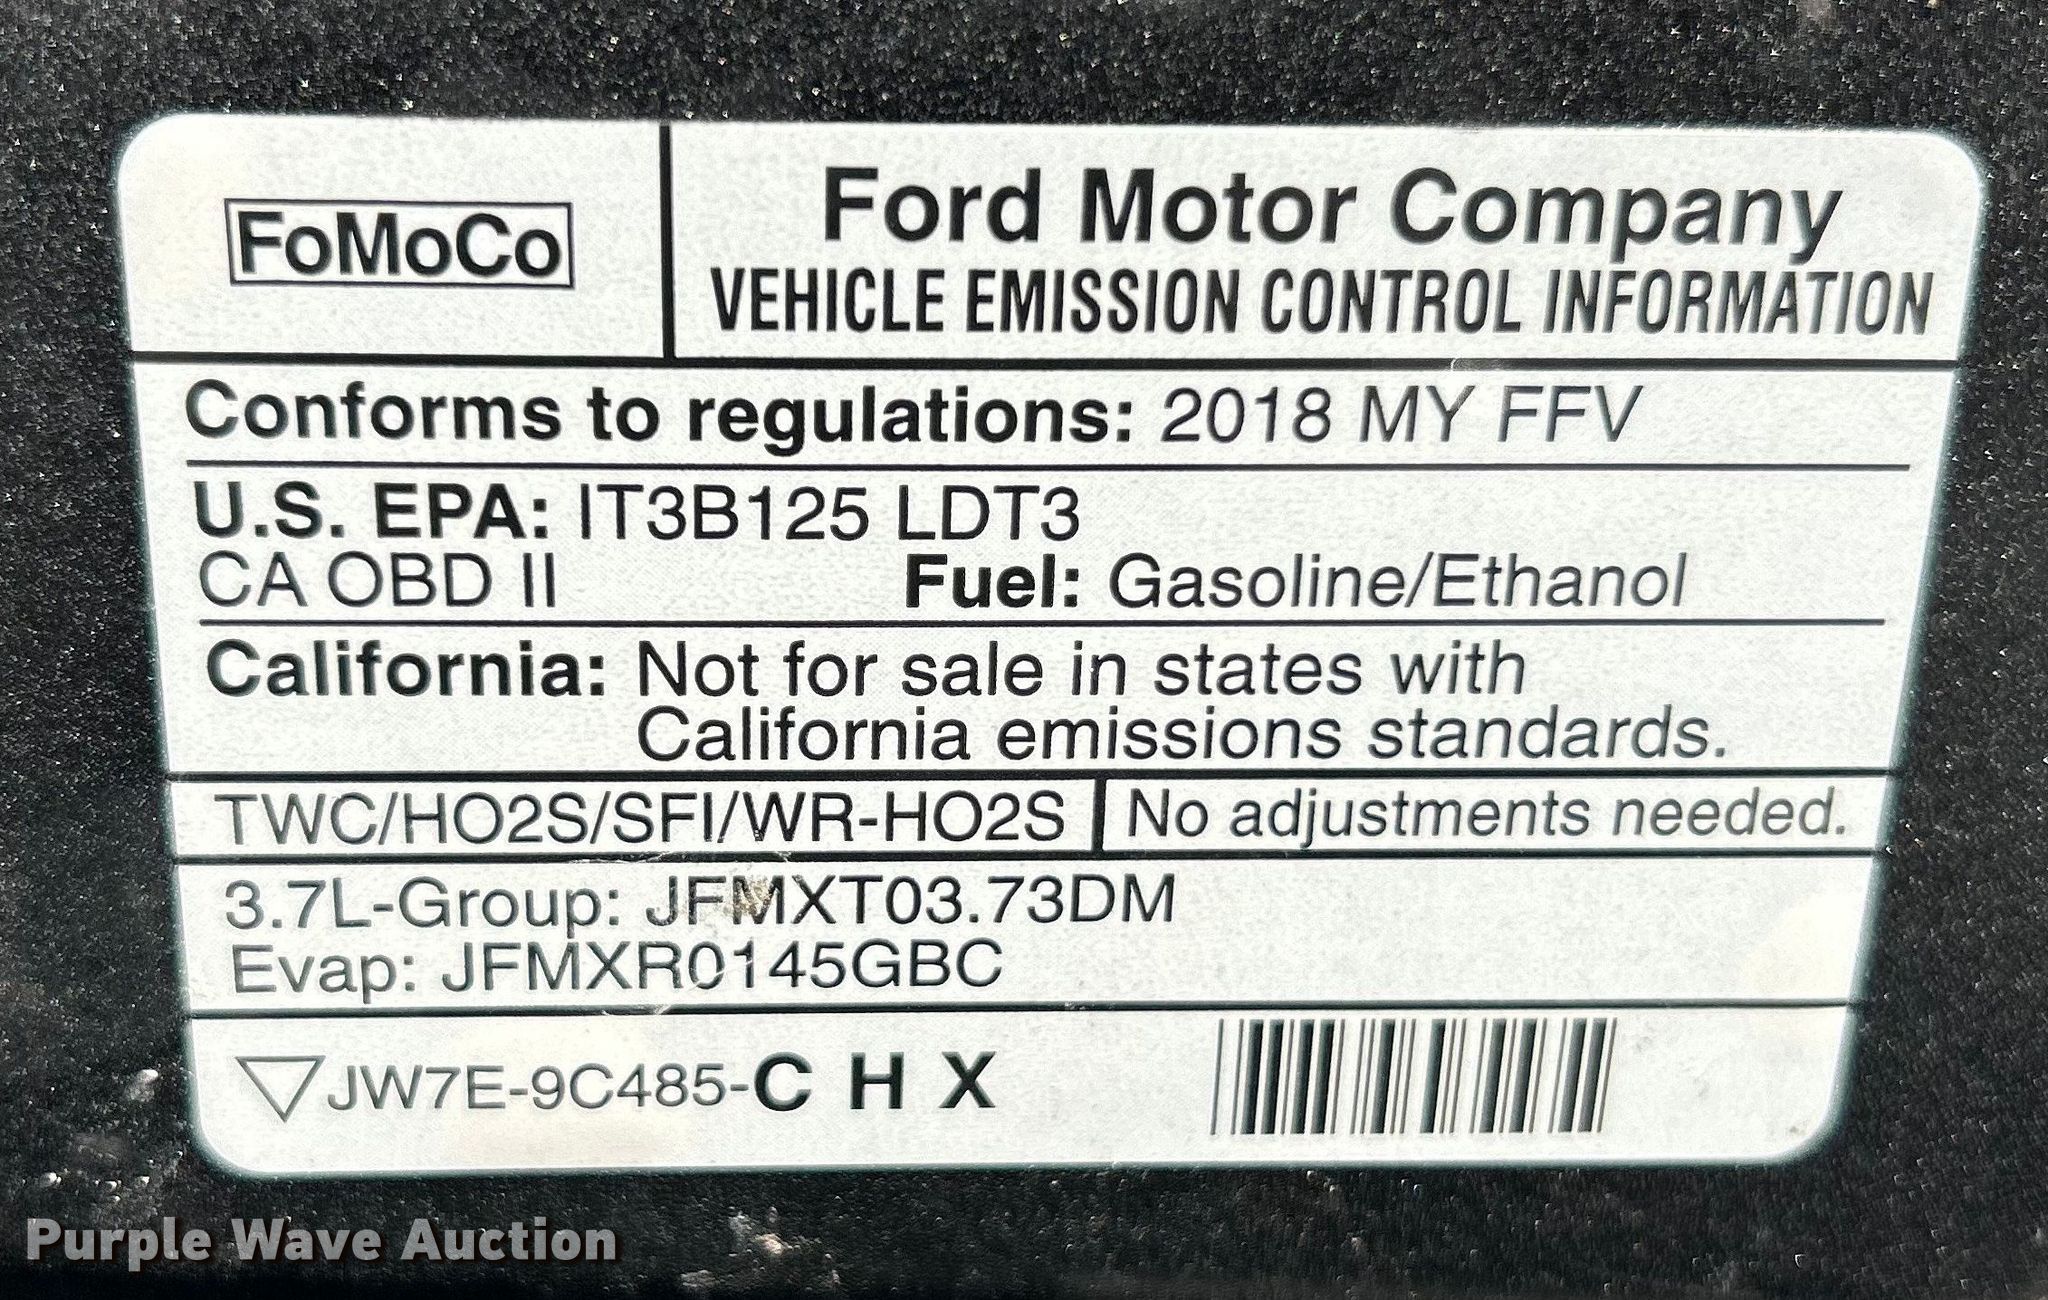 FoMoCo
Ford Motor Company
VEHICLE EMISSION CONTROL INFORMATION
Conforms to regulations: 2018 MY FFV
U.S. EPA: IT3B125 LDT3
CA OBD II Fuel: Gasoline/Ethanol
California: Not for sale in states with
California emissions standards.
TWC/HO2S/SFI/WR-HO2S No adjustments needed.
3.7L-Group: JFMXT03.73DM
Evap: JFMXR0145GBC
JW7E-9C485-C H X
Purple Wave Auction